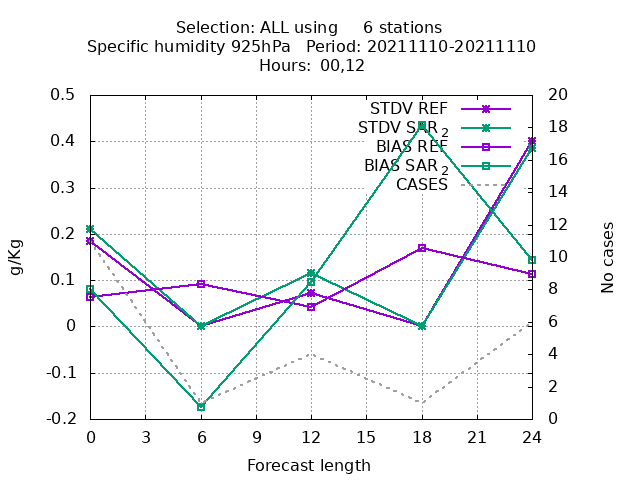 Selection: ALL using 6 stations
Specific humidity 925hPa Period: 20211110-20211110
Hours: 00,12
STDV REF
STDV SAR2
BIAS REF
BIAS SAR2
CASES
0.5
0.4
0.3
0.2
0.1
0
-0.1
-0.2
g/Kg
20
18
16
14
12
10
8
6
4
2
0
No cases
0 3 6 9 12 15 18 21 24
Forecast length